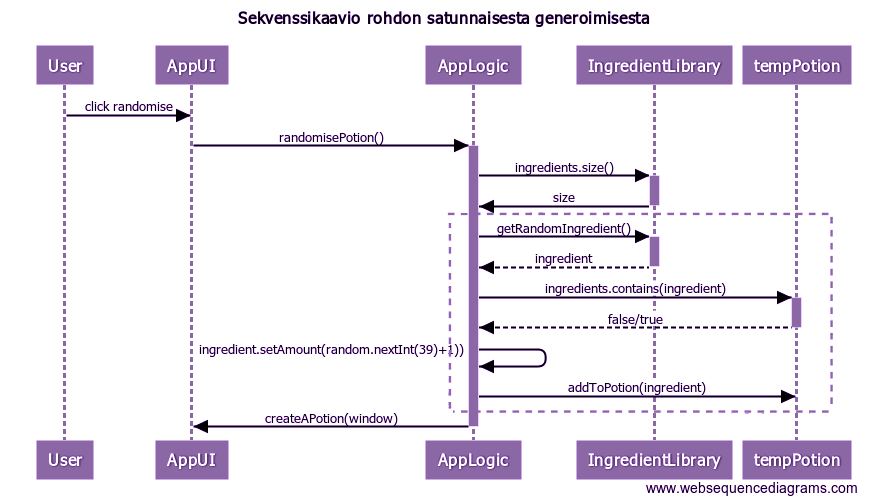 Sekvenssikaavio rohdon satunnaisesta generoimisesta
User AppUI AppLogic IngredientLibrary tempPotion
click randomise
randomisePotion()
ingredients.size()
size
getRandomIngredient()
ingredient
ingredients.contains(ingredient)
false/true
ingredient.setAmount(random.nextInt(39)+1))
addToPotion(ingredient)
createAPotion(window)
User AppUI AppLogic IngredientLibrary tempPotion
www.websequencediagrams.com